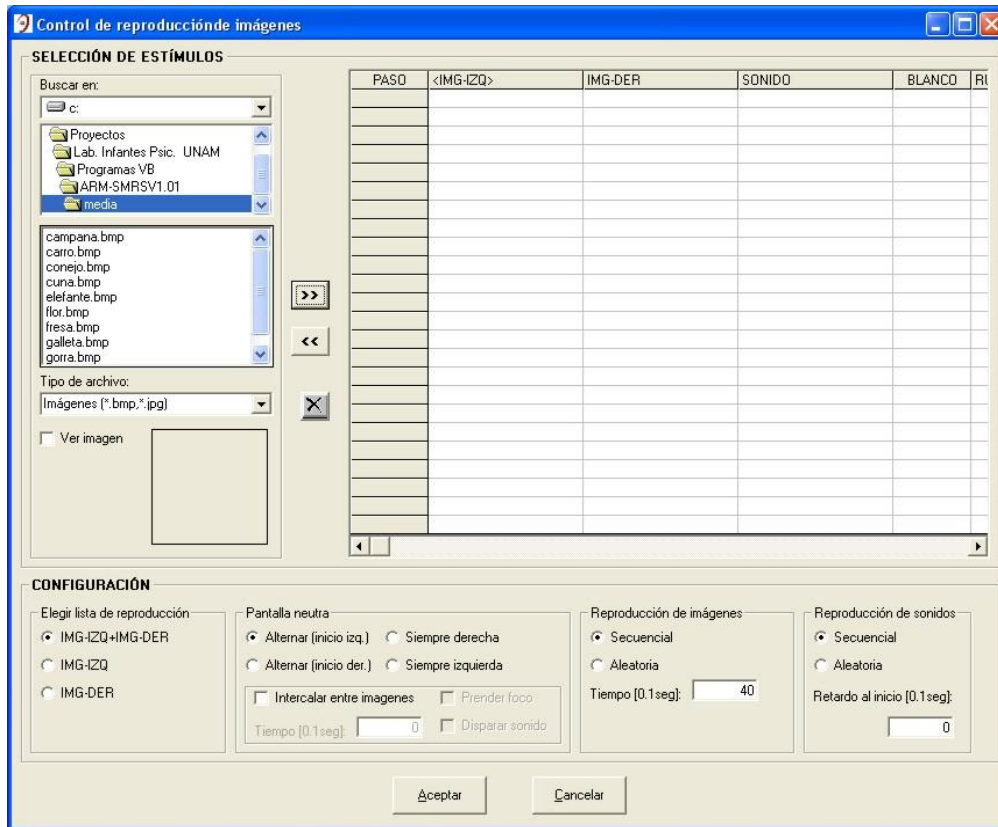 Control de reproducciónde imágenes
SELECCIÓN DE ESTÍMULOS
Buscar en:
c:
Proyectos
Lab. Infantes Psic. UNAM
Programas VB
ARM-SMRSV1.01
media
campana.bmp
carro.bmp
conejo.bmp
cuna.bmp
elefante.bmp
flor.bmp
fresa.bmp
galleta.bmp
gorra.bmp
Tipo de archivo:
Imágenes (*.bmp,*.jpg)
Ver imagen
>>
<<
PASO <IMG-IZQ> IMG-DER SONIDO BLANCO
CONFIGURACIÓN
Elegir lista de reproducción
IMG-IZQ+IMG-DER
IMG-IZQ
IMG-DER
Pantalla neutra
Alternar (inicio izq.) Siempre derecha
Alternar (inicio der.) Siempre izquierda
Intercalar entre imagenes Prender foco
Tiempo [0.1seg]: 0 Disparar sonido
Reproducción de imágenes
Secuencial
Aleatoria
Tiempo [0.1seg]: 40
Reproducción de sonidos
Secuencial
Aleatoria
Retardo al inicio [0.1seg]:
0
Aceptar Cancelar